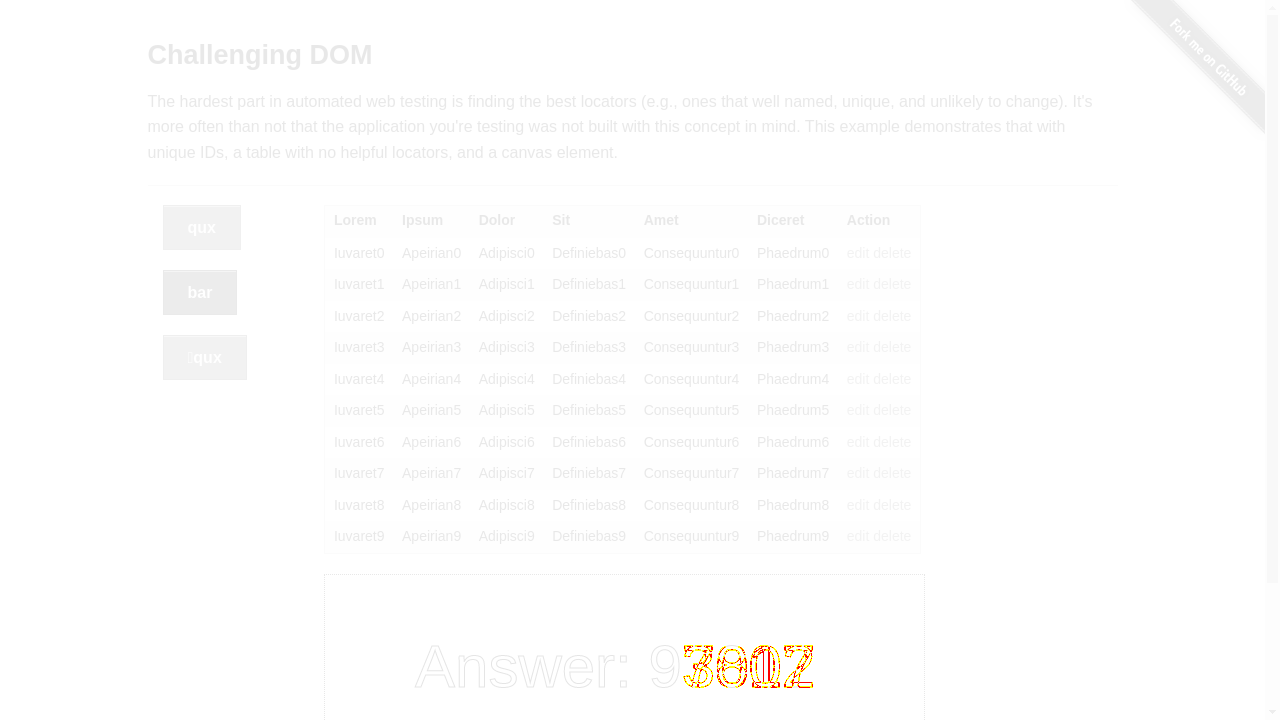 Fork me on GitHub
Challenging DOM
The hardest part in automated web testing is finding the best locators (e.g., ones that well named, unique, and unlikely to change). It's
more often than not that the application you're testing was not built with this concept in mind. This example demonstrates that with
unique IDs, a table with no helpful locators, and a canvas element.
qux
bar
qux
Lorem Ipsum Dolor Sit Amet Diceret Action
Iuvaret0 Apeirian0 Adipisci0 Definiebas0 Consequuntur0 Phaedrum0 edit delete
Iuvaret1 Apeirian1 Adipisci1 Definiebas1 Consequuntur1 Phaedrum1 edit delete
Iuvaret2 Apeirian2 Adipisci2 Definiebas2 Consequuntur2 Phaedrum2 edit delete
Iuvaret3 Apeirian3 Adipisci3 Definiebas3 Consequuntur3 Phaedrum3 edit delete
Iuvaret4 Apeirian4 Adipisci4 Definiebas4 Consequuntur4 Phaedrum4 edit delete
Iuvaret5 Apeirian5 Adipisci5 Definiebas5 Consequuntur5 Phaedrum5 edit delete
Iuvaret6 Apeirian6 Adipisci6 Definiebas6 Consequuntur6 Phaedrum6 edit delete
Iuvaret7 Apeirian7 Adipisci7 Definiebas7 Consequuntur7 Phaedrum7 edit delete
Iuvaret8 Apeirian8 Adipisci8 Definiebas8 Consequuntur8 Phaedrum8 edit delete
Iuvaret9 Apeirian9 Adipisci9 Definiebas9 Consequuntur9 Phaedrum9 edit delete
Answer: